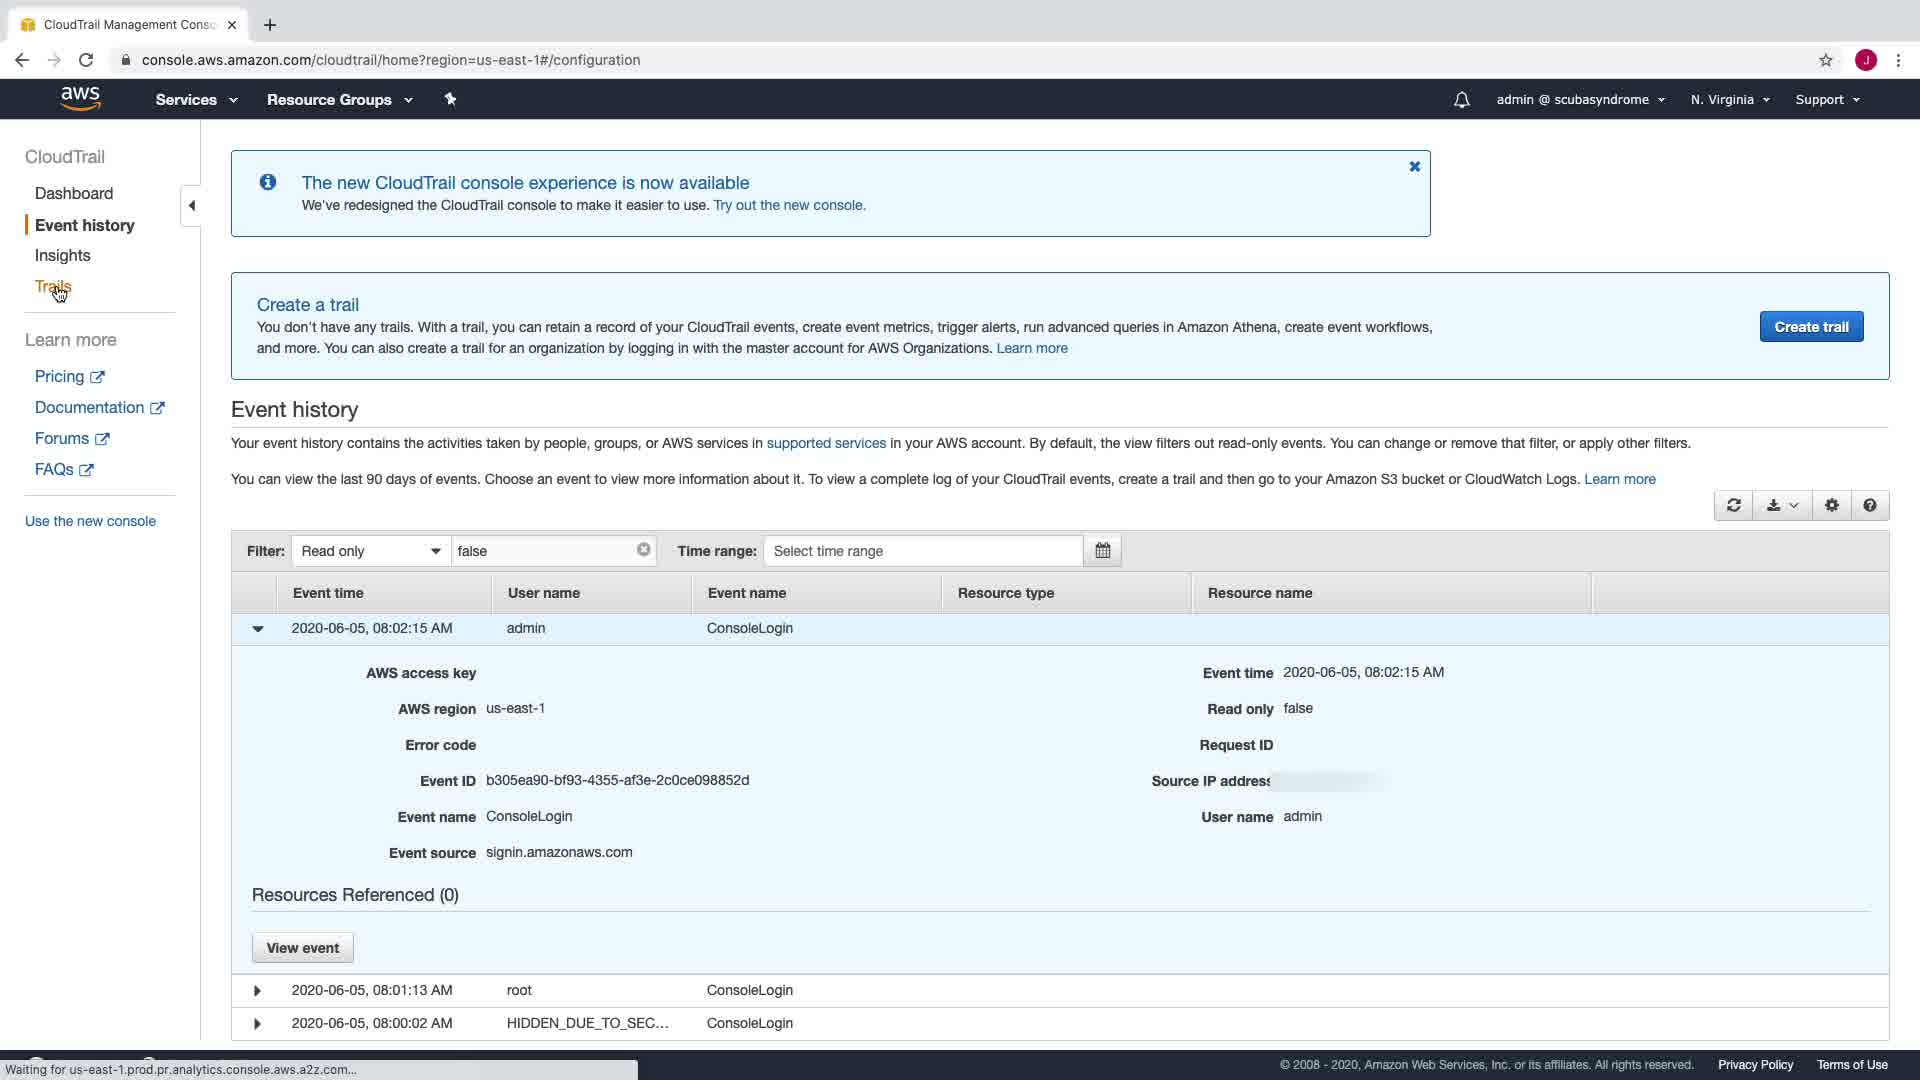 CloudTrail Management Conso
console.aws.amazon.com/cloudtrail/home?region=us-east-1#/configuration
J
aws
Services
Resource Groups
admin @ scubasyndrome
N. Virginia
Support
CloudTrail
Dashboard
Event history
Insights
Trails
Learn more
Pricing
Documentation
Forums
FAQs
Use the new console
The new CloudTrail console experience is now available
We've redesigned the CloudTrail console to make it easier to use. Try out the new console.
Create a trail
You don't have any trails. With a trail, you can retain a record of your CloudTrail events, create event metrics, trigger alerts, run advanced queries in Amazon Athena, create event workflows,
and more. You can also create a trail for an organization by logging in with the master account for AWS Organizations. Learn more
Create trail
Event history
Your event history contains the activities taken by people, groups, or AWS services in supported services in your AWS account. By default, the view filters out read-only events. You can change or remove that filter, or apply other filters.
You can view the last 90 days of events. Choose an event to view more information about it. To view a complete log of your CloudTrail events, create a trail and then go to your Amazon S3 bucket or CloudWatch Logs. Learn more
Filter: Read only false Time range: Select time range
Event time User name Event name Resource type Resource name
2020-06-05, 08:02:15 AM admin ConsoleLogin
AWS access key
AWS region us-east-1
Error code
Event ID b305ea90-bf93-4355-af3e-2c0ce098852d
Event name ConsoleLogin
Event source signin.amazonaws.com
Event time 2020-06-05, 08:02:15 AM
Read only false
Request ID
Source IP address
User name admin
Resources Referenced (0)
View event
2020-06-05, 08:01:13 AM root ConsoleLogin
2020-06-05, 08:00:02 AM HIDDEN_DUE_TO_SEC... ConsoleLogin
Waiting for us-east-1.prod.pr.analytics.console.aws.a2z.com...
© 2008 - 2020, Amazon Web Services, Inc. or its affiliates. All rights reserved. Privacy Policy Terms of Use